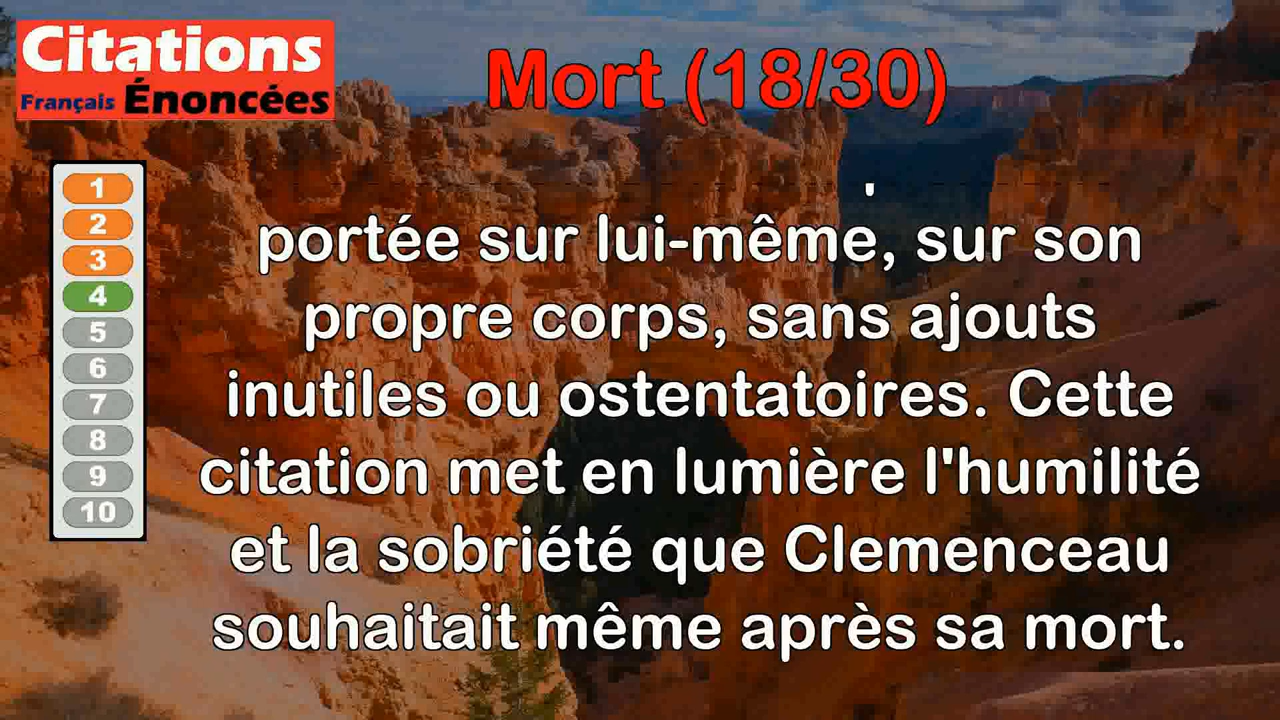 Citations
Français Énoncées
Mort (18/30)
1
2
3
4
5
6
7
8
9
10
portée sur lui-même, sur son
propre corps, sans ajouts
inutiles ou ostentatoires. Cette
citation met en lumière l'humilité
et la sobriété que Clemenceau
souhaitait même après sa mort.